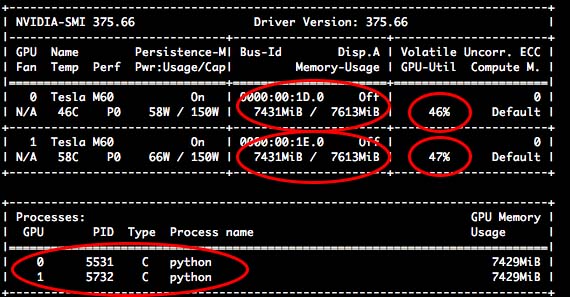 NVIDIA-SMI 375.66 Driver Version: 375.66
GPU Name Persistence-M| Bus-Id Disp.A | Volatile Uncorr. ECC
Fan Temp Perf Pwr:Usage/Cap| Memory-Usage | GPU-Util Compute M.
0 Tesla M60 On | 0000:00:1D.0 Off | 0
N/A 46C P0 58W / 150W | 7431MiB / 7613MiB | 46% Default
1 Tesla M60 On | 0000:00:1E.0 Off | 0
N/A 58C P0 66W / 150W | 7431MiB / 7613MiB | 47% Default
Processes: GPU Memory
GPU PID Type Process name Usage
0 5531 C python 7429MiB
1 5732 C python 7429MiB